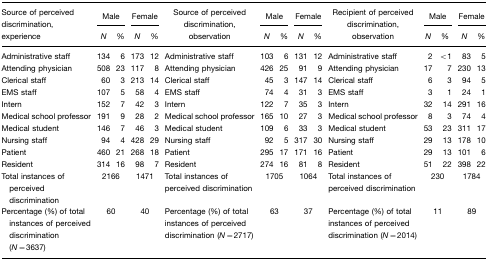 Source of perceived discrimination, experience | Male | Female | Source of perceived discrimination, observation | Male | Female | Recipient of perceived discrimination, observation | Male | Female
N % N % N % N % N % N %
Administrative staff 134 6 173 12 Administrative staff 103 6 131 12 Administrative staff 2 <1 83 5
Attending physician 508 23 117 8 Attending physician 426 25 91 9 Attending physician 17 7 230 13
Clerical staff 60 3 213 14 Clerical staff 45 3 147 14 Clerical staff 6 3 94 5
EMS staff 107 5 58 4 EMS staff 74 4 31 3 EMS staff 3 1 24 1
Intern 152 7 42 3 Intern 122 7 35 3 Intern 32 14 291 16
Medical school professor 191 9 28 2 Medical school professor 165 10 27 3 Medical school professor 8 3 74 4
Medical student 146 7 46 3 Medical student 109 6 33 3 Medical student 53 23 311 17
Nursing staff 94 4 428 29 Nursing staff 92 5 317 30 Nursing staff 29 13 178 10
Patient 460 21 268 18 Patient 295 17 171 16 Patient 29 13 101 6
Resident 314 16 98 7 Resident 274 16 81 8 Resident 51 22 398 22
Total instances of perceived discrimination 2166 1471 Total instances of perceived discrimination 1705 1064 Total instances of perceived discrimination 230 1784
Percentage (%) of total instances of perceived discrimination (N=3637) 60 40 Percentage (%) of total instances of perceived discrimination (N=2717) 63 37 Percentage (%) of total instances of perceived discrimination (N=2014) 11 89